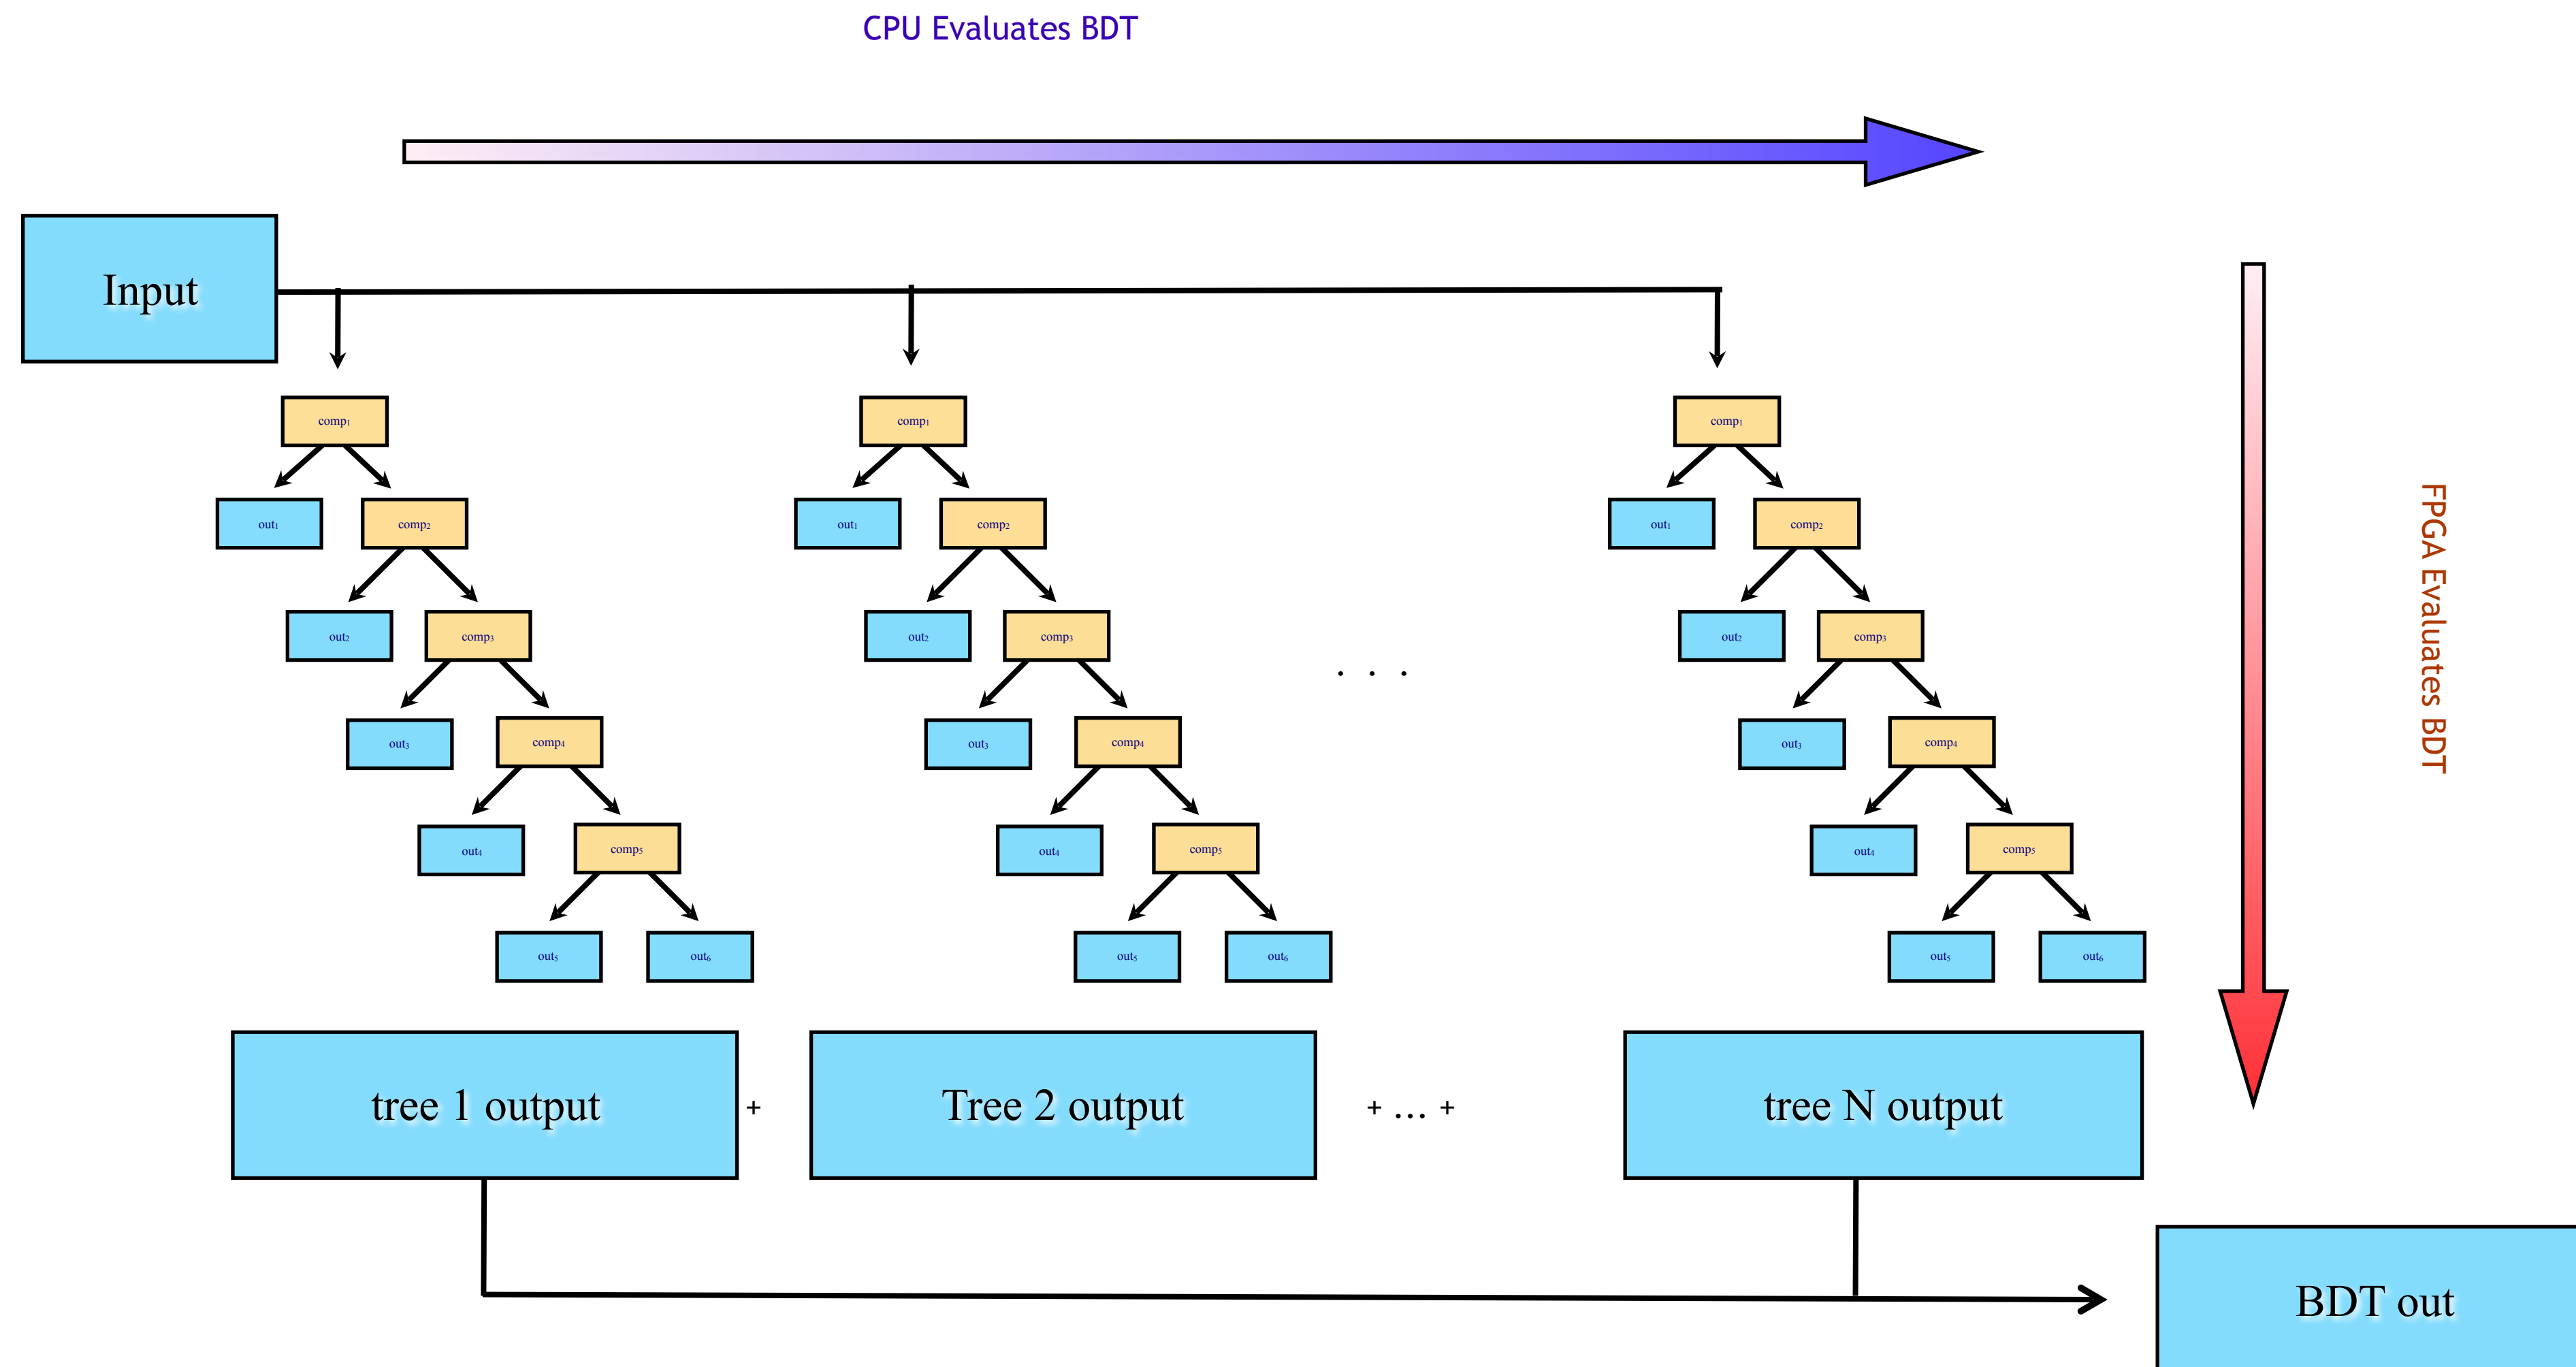 CPU Evaluates BDT
Input
comp₁ comp₁ comp₁
out₁ comp₂ out₁ comp₂ out₁ comp₂
out₂ comp₃ out₂ comp₃ out₂ comp₃
. . .
out₃ comp₄ out₃ comp₄ out₃ comp₄
out₄ comp₅ out₄ comp₅ out₄ comp₅
out₅ out₆ out₅ out₆ out₅ out₆
FPGA Evaluates BDT
tree 1 output + Tree 2 output + ... + tree N output
BDT out